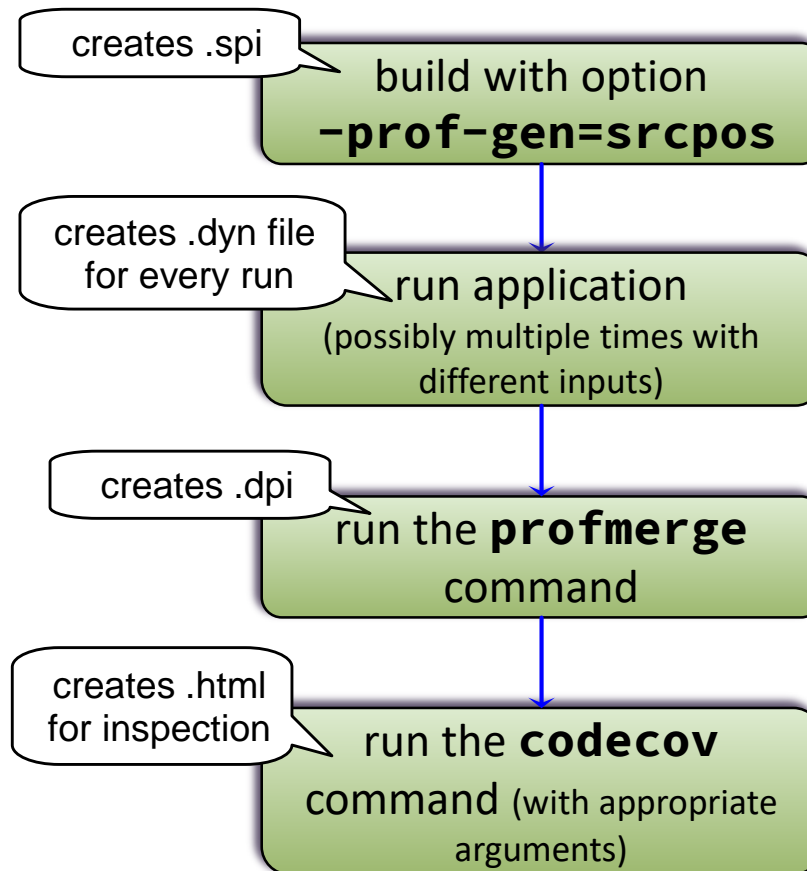 creates .spi
build with option
-prof-gen=srcpos
creates .dyn file
for every run
run application
(possibly multiple times with
different inputs)
creates .dpi
run the profmerge
command
creates .html
for inspection
run the codecov
command (with appropriate
arguments)